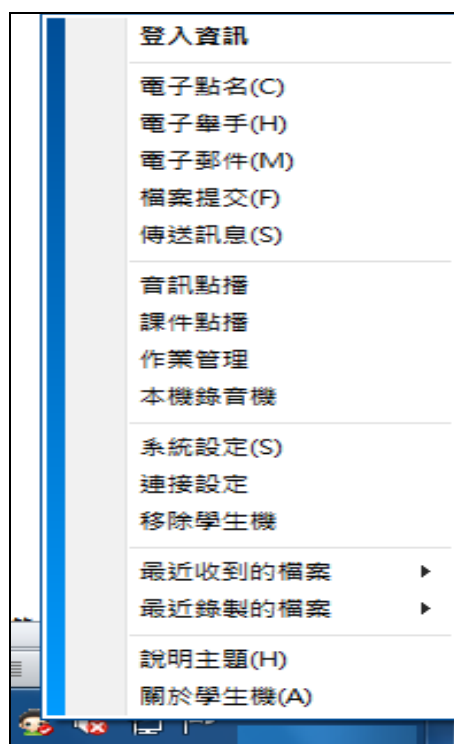 登入資訊
電子點名(C)
電子舉手(H)
電子郵件(M)
檔案提交(F)
傳送訊息(S)
音訊點播
課件點播
作業管理
本機錄音機
系統設定(S)
連接設定
移除學生機
最近收到的檔案
最近錄製的檔案
說明主題(H)
關於學生機(A)